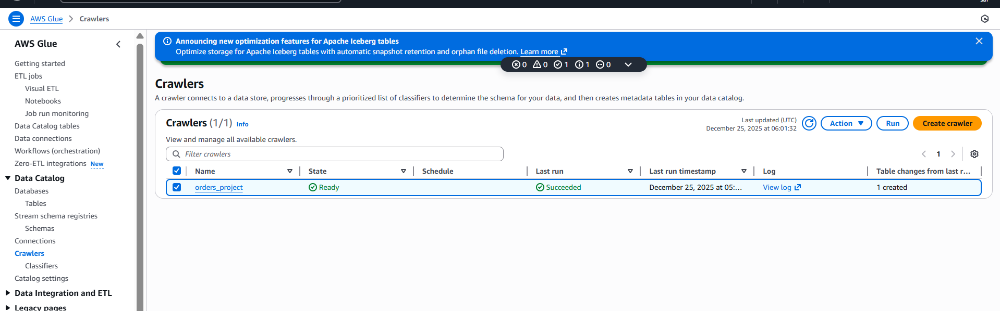 AWS Glue > Crawlers
AWS Glue
Getting started
ETL jobs
Visual ETL
Notebooks
Job run monitoring
Data Catalog tables
Data connections
Workflows (orchestration)
Zero-ETL integrations New
Data Catalog
Databases
Tables
Stream schema registries
Schemas
Connections
Crawlers
Classifiers
Catalog settings
Data Integration and ETL
Legacy pages
Announcing new optimization features for Apache Iceberg tables
Optimize storage for Apache Iceberg tables with automatic snapshot retention and orphan file deletion. Learn more
0 0 1 1 0
Crawlers
A crawler connects to a data store, progresses through a prioritized list of classifiers to determine the schema for your data, and then creates metadata tables in your data catalog.
Crawlers (1/1) Info
Last updated (UTC)
December 25, 2025 at 06:01:32
Action
Run
Create crawler
View and manage all available crawlers.
Filter crawlers
1
Name State Schedule Last run Last run timestamp Log Table changes from last r...
orders_project Ready Succeeded December 25, 2025 at 05:... View log 1 created